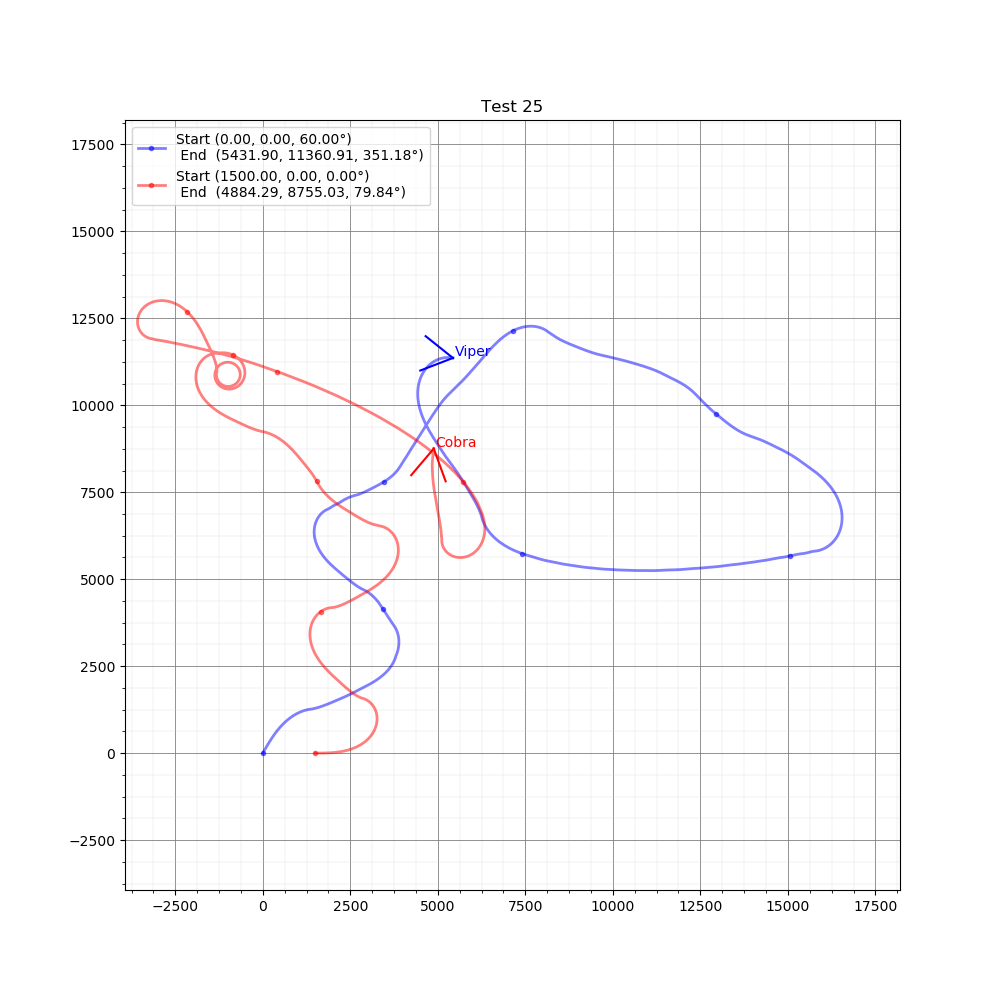 Test 25
Start (0.00, 0.00, 60.00°)
End (5431.90, 11360.91, 351.18°)
Start (1500.00, 0.00, 0.00°)
End (4884.29, 8755.03, 79.84°)
17500
15000
12500
10000
7500
5000
2500
0
−2500
Viper
Cobra
−2500 0 2500 5000 7500 10000 12500 15000 17500